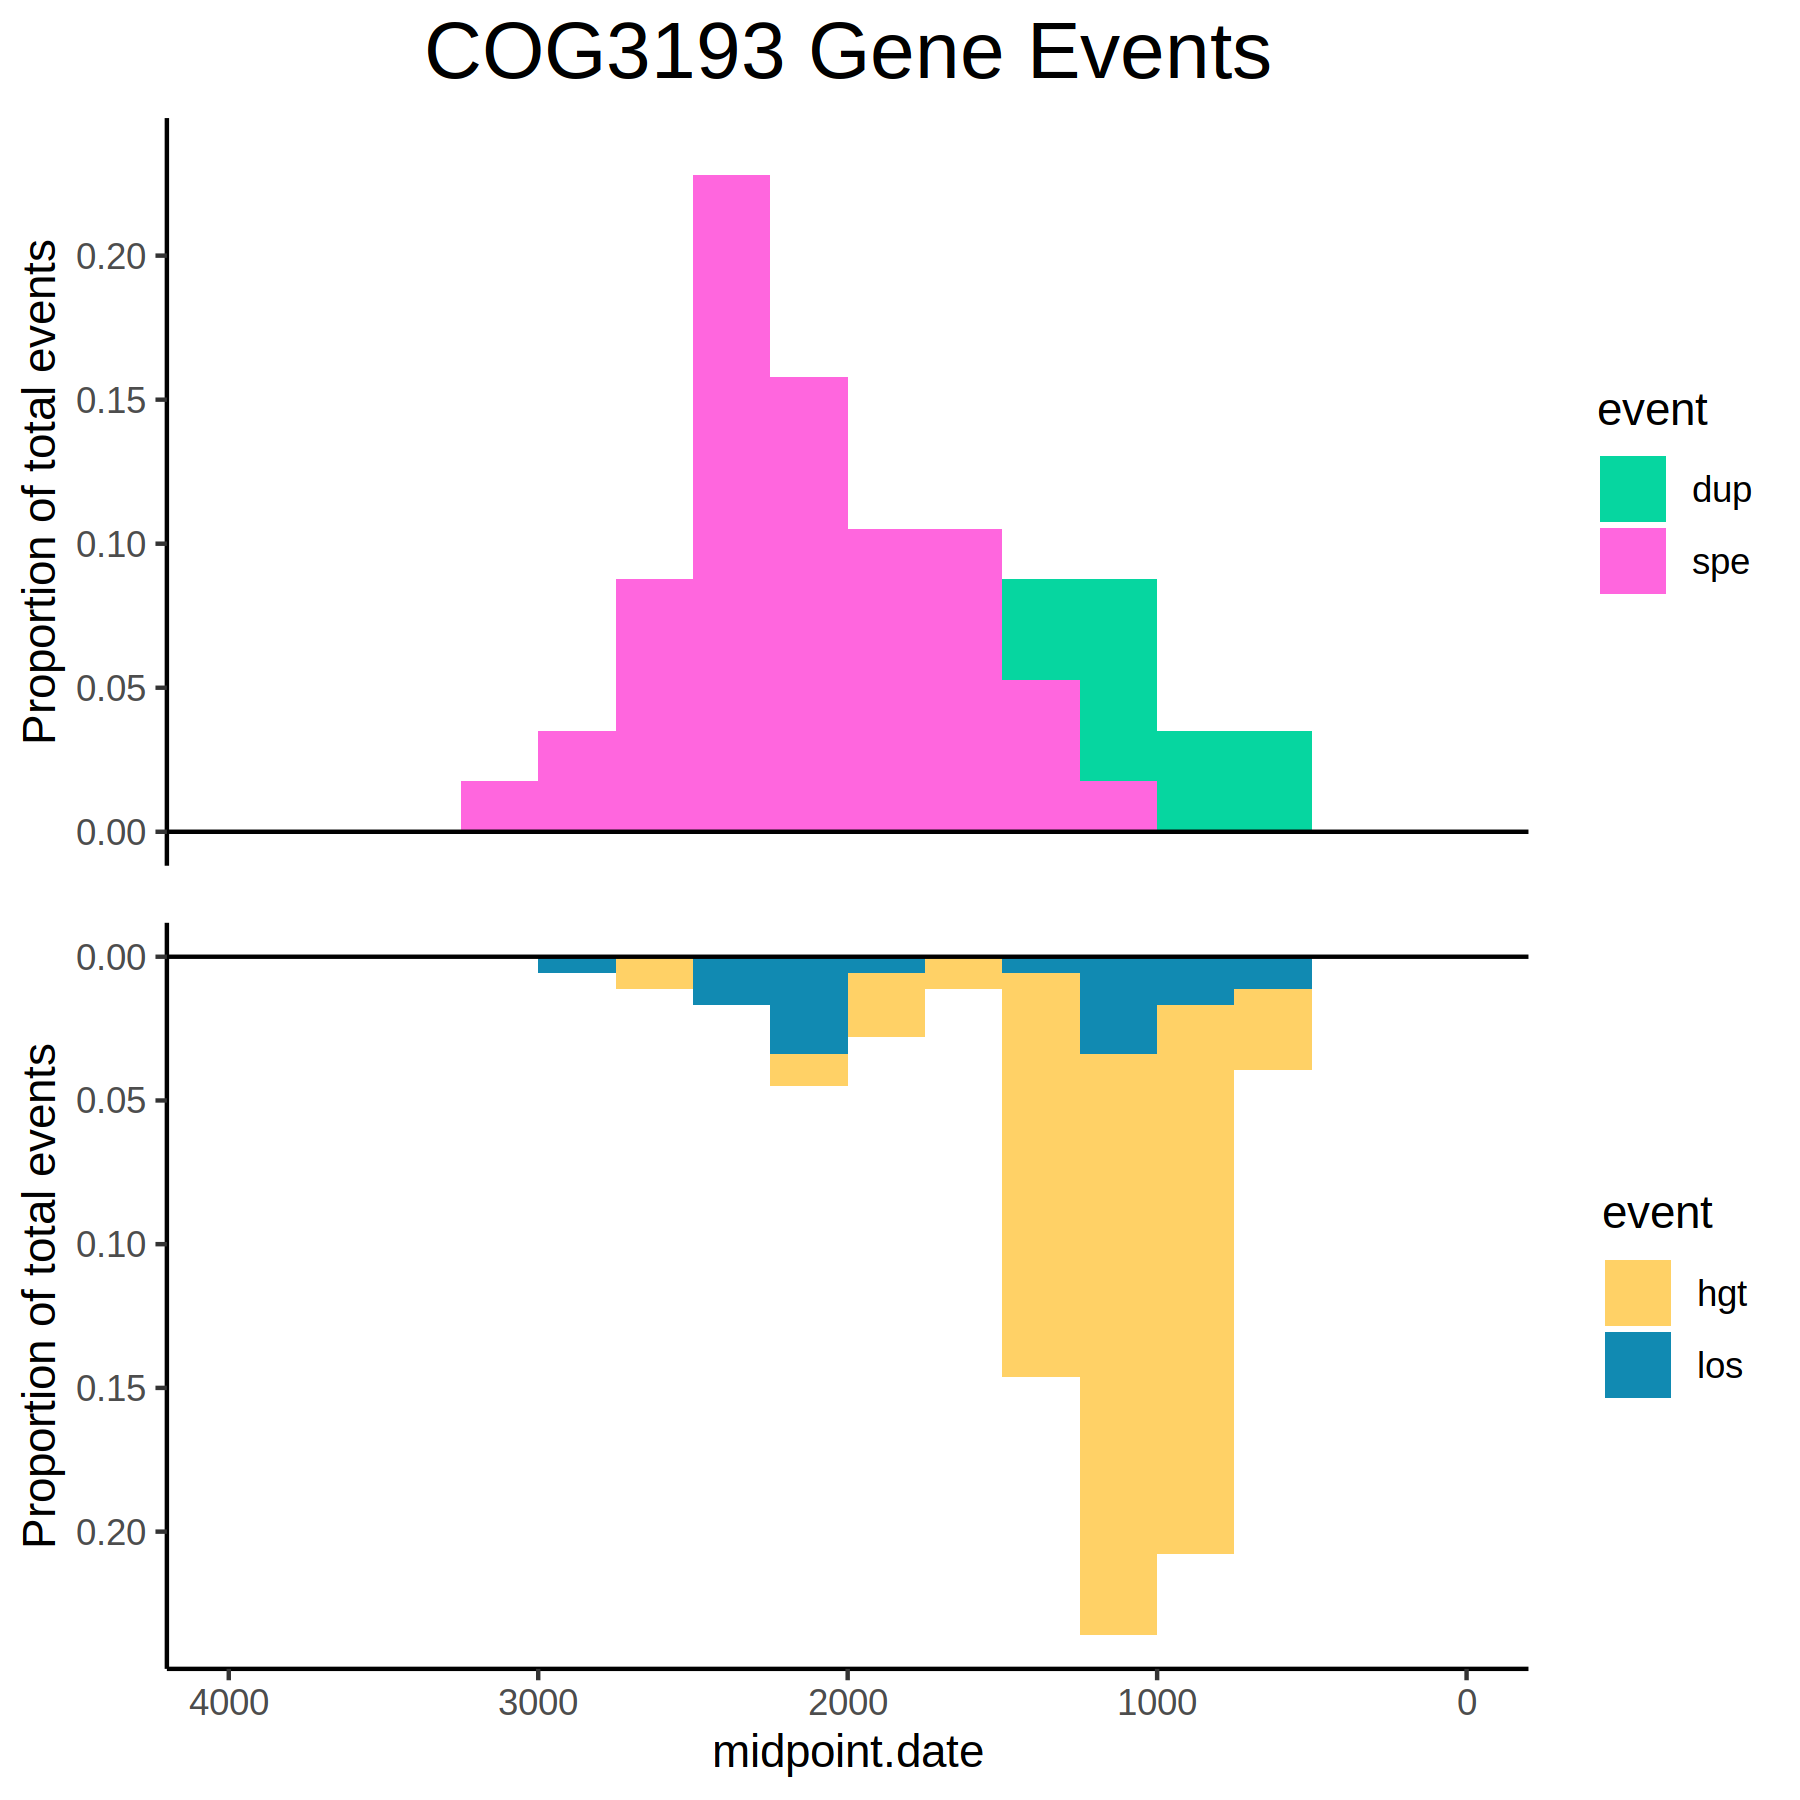 COG3193 Gene Events
Proportion of total events
0.20
0.15
0.10
0.05
0.00
event
dup
spe
Proportion of total events
0.00
0.05
0.10
0.15
0.20
event
hgt
los
4000 3000 2000 1000 0
midpoint.date